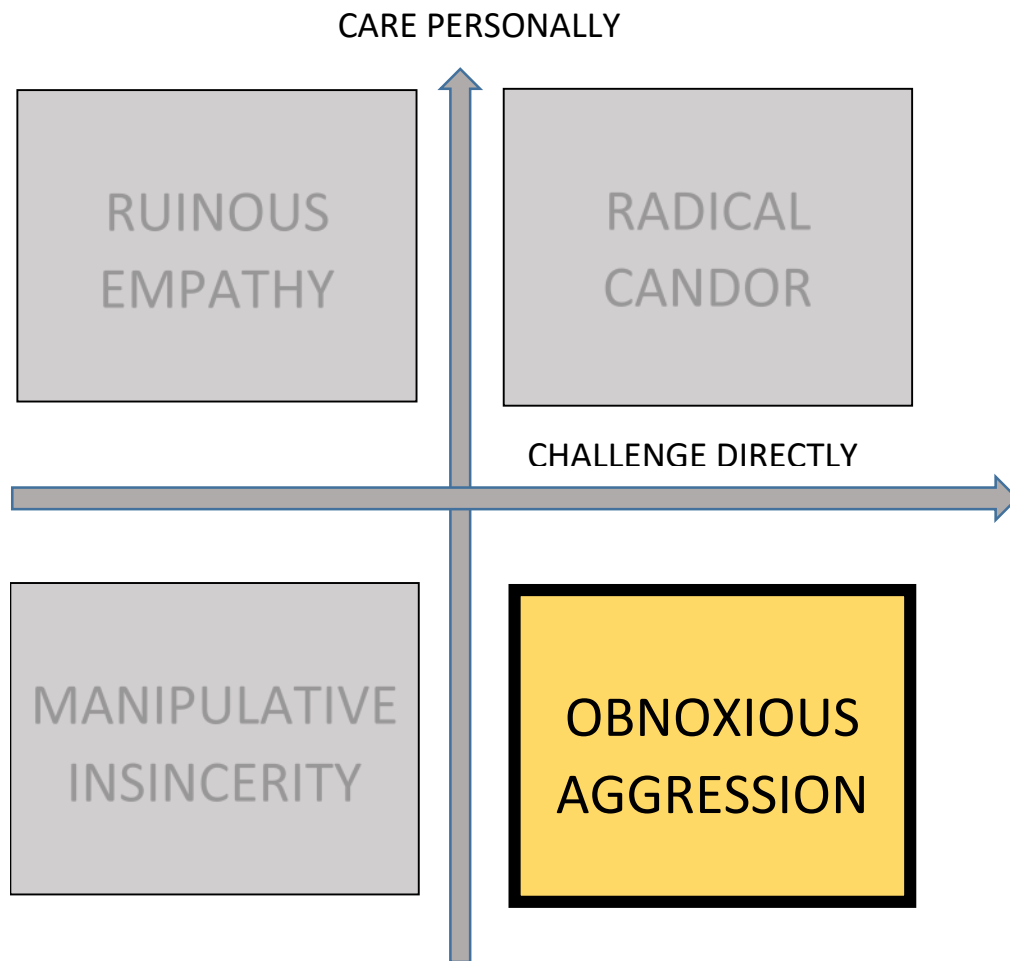 CARE PERSONALLY
RUINOUS
EMPATHY
RADICAL
CANDOR
CHALLENGE DIRECTLY
MANIPULATIVE
INSINCERITY
OBNOXIOUS
AGGRESSION